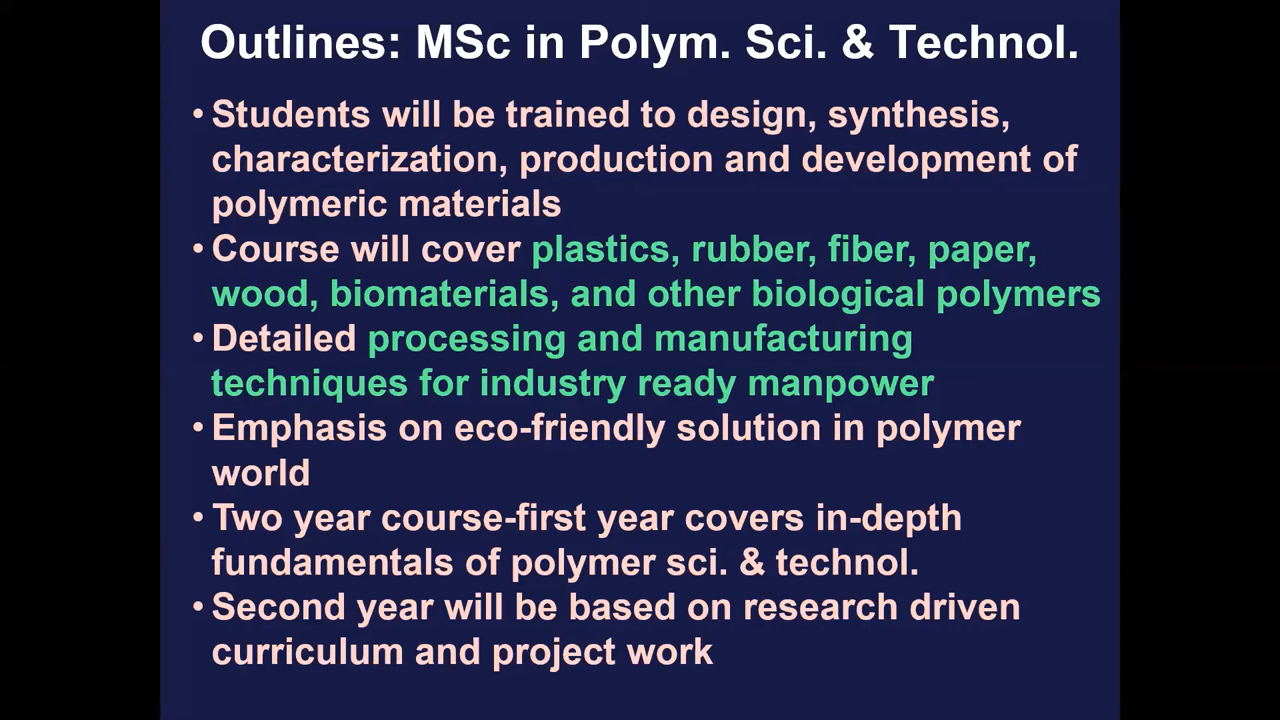 Outlines: MSc in Polym. Sci. & Technol.
• Students will be trained to design, synthesis,
characterization, production and development of
polymeric materials
• Course will cover plastics, rubber, fiber, paper,
wood, biomaterials, and other biological polymers
• Detailed processing and manufacturing
techniques for industry ready manpower
• Emphasis on eco-friendly solution in polymer
world
• Two year course-first year covers in-depth
fundamentals of polymer sci. & technol.
• Second year will be based on research driven
curriculum and project work